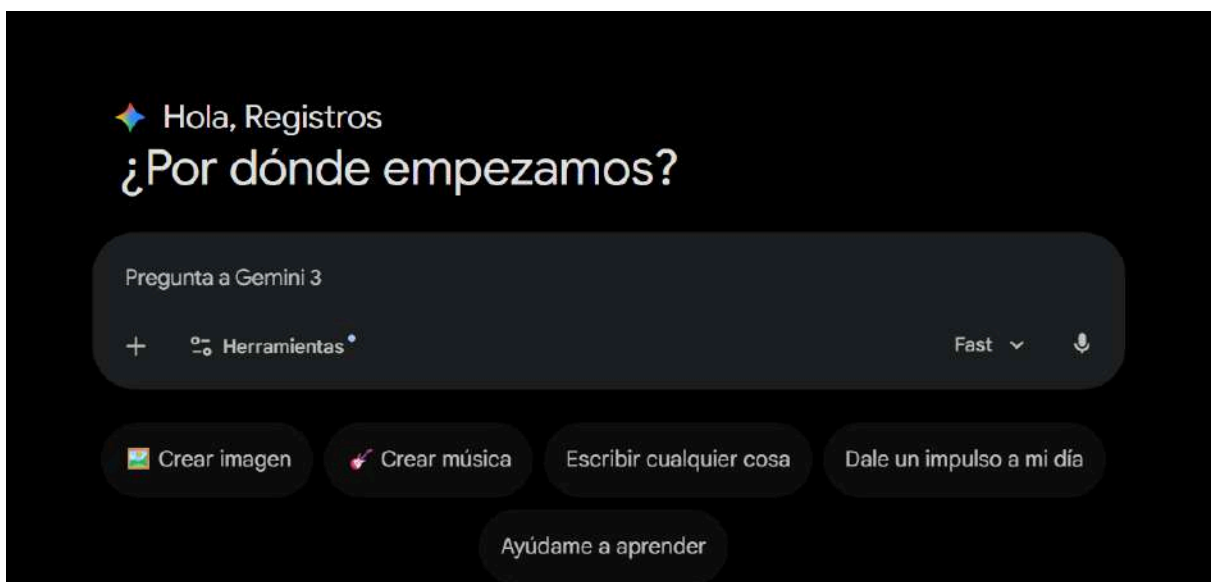 Hola, Registros
¿Por dónde empezamos?
Pregunta a Gemini 3
Herramientas
Fast
Crear imagen
Crear música
Escribir cualquier cosa
Dale un impulso a mi día
Ayúdame a aprender